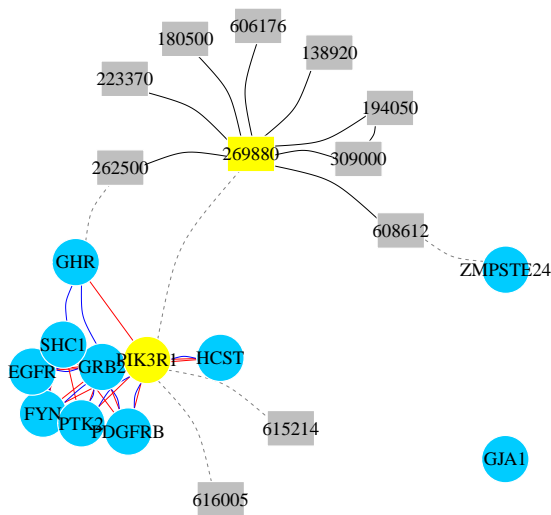 606176
180500
138920
223370
194050
269880
309000
262500
608612
GHR
ZMPSTE24
SHC1
PIK3R1
HCST
GRB2
EGFR
FYN
PTK2
PDGFRB
615214
GJA1
616005